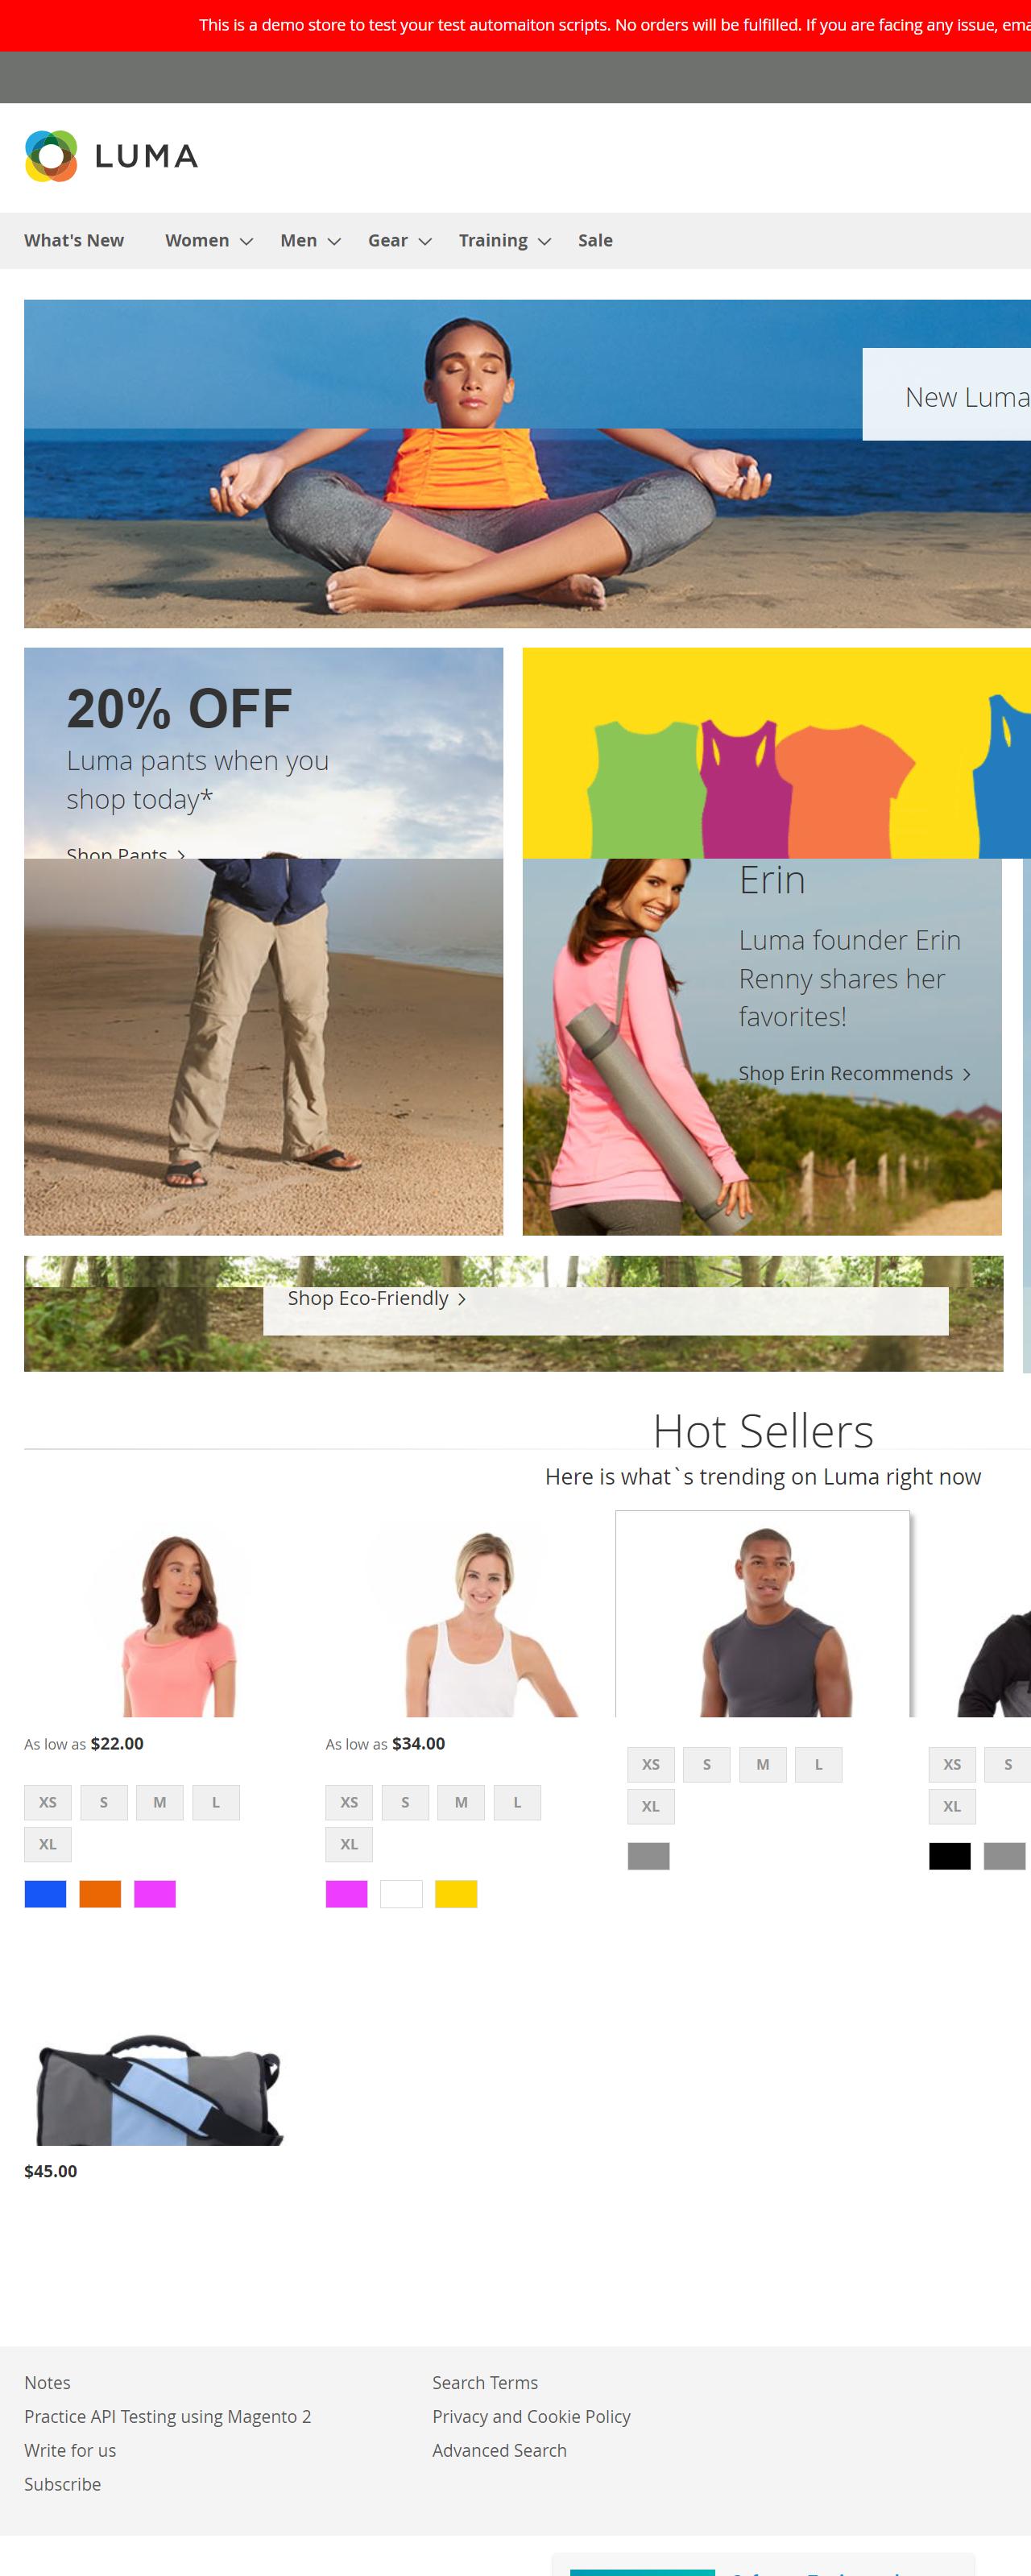 This is a demo store to test your test automaiton scripts. No orders will be fulfilled. If you are facing any issue,
LUMA
What's New Women Men Gear Training Sale
New Luma
20% OFF
Luma pants when you
shop today*
Shop Pants >
Erin
Luma founder Erin
Renny shares her
favorites!
Shop Erin Recommends >
Shop Eco-Friendly >
Hot Sellers
Here is what`s trending on Luma right now
As low as $22.00
As low as $34.00
XS S M L
XL
XS S M L
XL
XS S M L
XL
XS S
XL
$45.00
Notes
Practice API Testing using Magento 2
Write for us
Subscribe
Search Terms
Privacy and Cookie Policy
Advanced Search